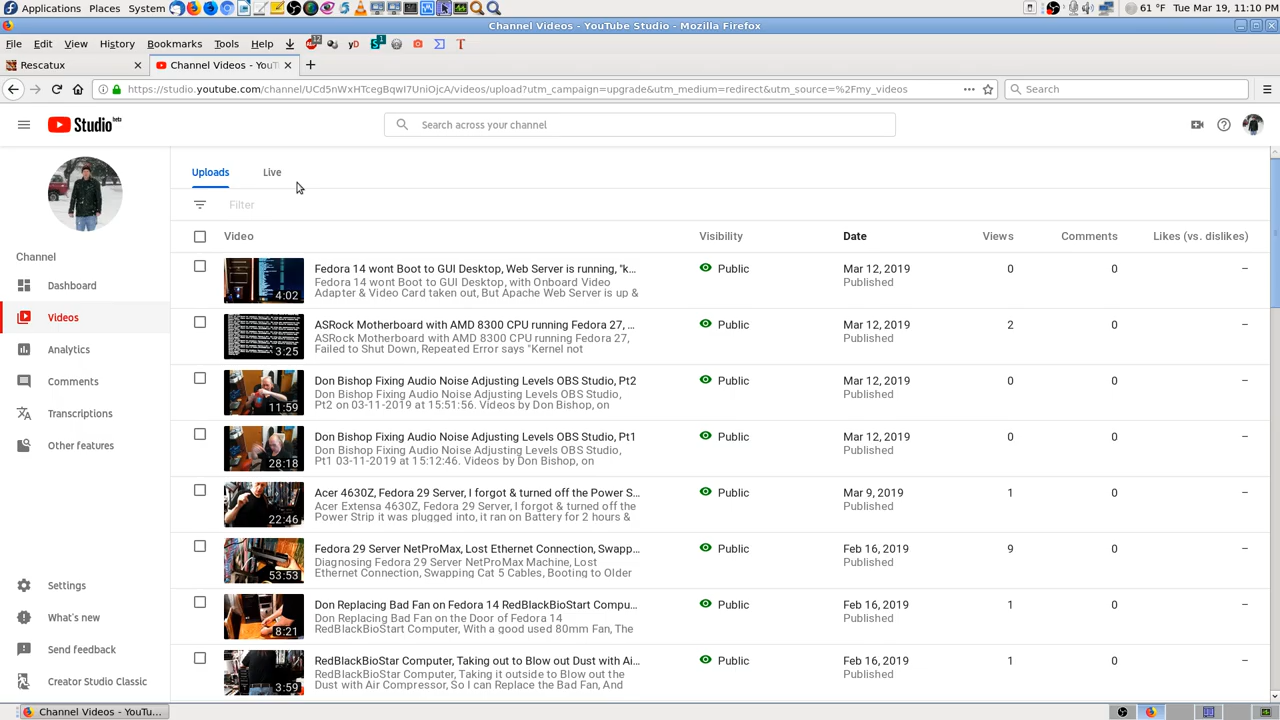 Applications Places System
61 °F Tue Mar 19, 11:10 PM
Channel Videos - YouTube Studio - Mozilla Firefox
File Edit View History Bookmarks Tools Help
Rescatux
Channel Videos - YouT
https://studio.youtube.com/channel/UCd5nWxHTcegBqwI7UniOjcA/videos/upload?utm_campaign=upgrade&utm_medium=redirect&utm_source=%2Fmy_videos
Search
Studio beta
Search across your channel
Uploads Live
Filter
Video Visibility Date Views Comments Likes (vs. dislikes)
Fedora 14 wont Boot to GUI Desktop, Web Server is running, "k... Public Mar 12, 2019 0 0 –
Fedora 14 wont Boot to GUI Desktop, with Onboard Video Published
Adapter & Video Card taken out, But Apache Web Server is up &
4:02
ASRock Motherboard with AMD 8300 CPU running Fedora 27, ... Public Mar 12, 2019 2 0 –
ASRock Motherboard with AMD 8300 CPU running Fedora 27, Published
Failed to Shut Down, Repeated Error says "kernel not
3:25
Don Bishop Fixing Audio Noise Adjusting Levels OBS Studio, Pt2 Public Mar 12, 2019 0 0 –
Don Bishop Fixing Audio Noise Adjusting Levels OBS Studio, Published
Pt2 on 03-11-2019 at 15:51:56. Videos by Don Bishop, on
11:59
Don Bishop Fixing Audio Noise Adjusting Levels OBS Studio, Pt1 Public Mar 12, 2019 0 0 –
Don Bishop Fixing Audio Noise Adjusting Levels OBS Studio, Published
Pt1 03-11-2019 at 15:12:46. Videos by Don Bishop, on
28:18
Acer 4630Z, Fedora 29 Server, I forgot & turned off the Power S... Public Mar 9, 2019 1 0 –
Acer Extensa 4630Z, Fedora 29 Server, I forgot & turned off the Published
Power Strip it was plugged into, it ran on Battery for 2 hours &
22:46
Fedora 29 Server NetProMax, Lost Ethernet Connection, Swapp... Public Feb 16, 2019 9 0 –
Diagnosing Fedora 29 Server NetProMax Machine, Lost Published
Ethernet Connection, Swapping Cat 5 Cables, Booting to Older
53:53
Don Replacing Bad Fan on Fedora 14 RedBlackBioStart Compu... Public Feb 16, 2019 1 0 –
Don Replacing Bad Fan on the Door of Fedora 14 Published
RedBlackBioStart Computer, With a good used 80mm Fan, The
8:21
RedBlackBioStar Computer, Taking out to Blow out Dust with Ai... Public Feb 16, 2019 1 0 –
RedBlackBioStar Computer, Taking it outside to Blow out the Published
Dust with Air Compressor, So I can Replace the Bad Fan, And
3:59
Channel
Dashboard
Videos
Analytics
Comments
Transcriptions
Other features
Settings
What's new
Send feedback
Creator Studio Classic
Channel Videos - YouTu...